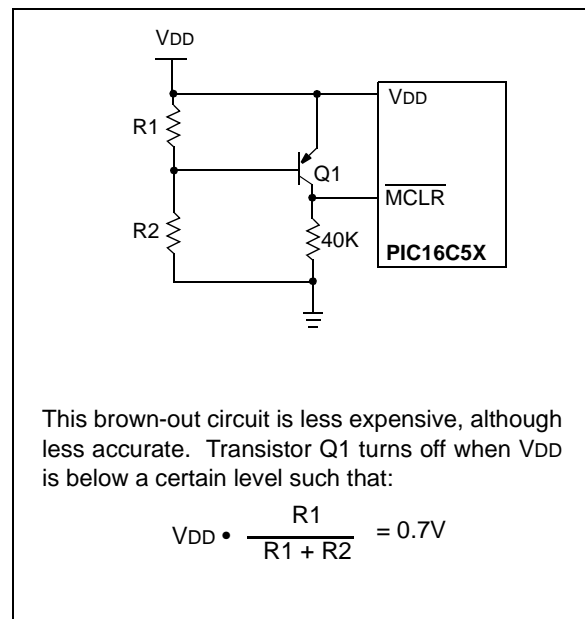 VDD
VDD
R1
Q1
MCLR
R2
40K
PIC16C5X
This brown-out circuit is less expensive, although
less accurate. Transistor Q1 turns off when VDD
is below a certain level such that:
VDD • R1 / R1 + R2 = 0.7V